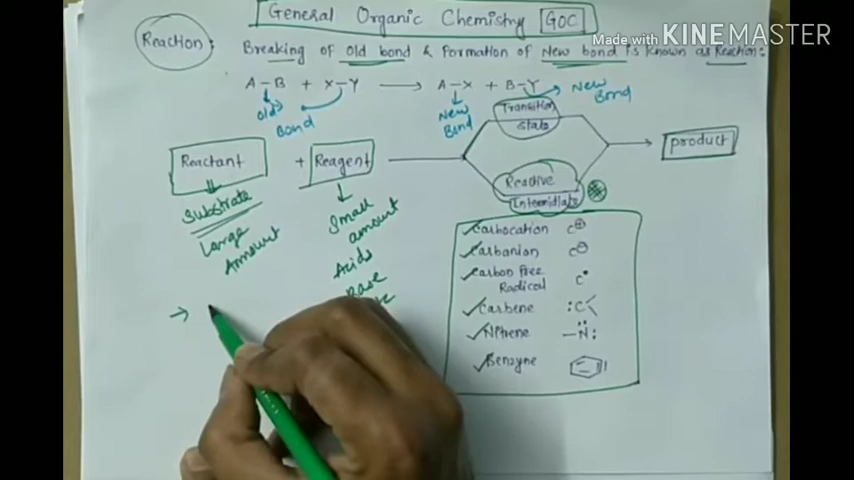 General Organic Chemistry GOC
Made with KINEMASTER
Reaction:
Breaking of Old bond & Formation of New bond is known as Reaction:
A-B + X-Y → A-X + B-Y
Old Bond
New Bond
New Bond
Transition State
Reactant + Reagent
product
Reactive Intermidiats
Substrate
Large Amount
Small amount
Acids
Base
Carbocation C⊕
Carbanion C⊖
Carbon Free Radical C•
Carbene :C<
Nitrene —N̈:
Benzyne
→